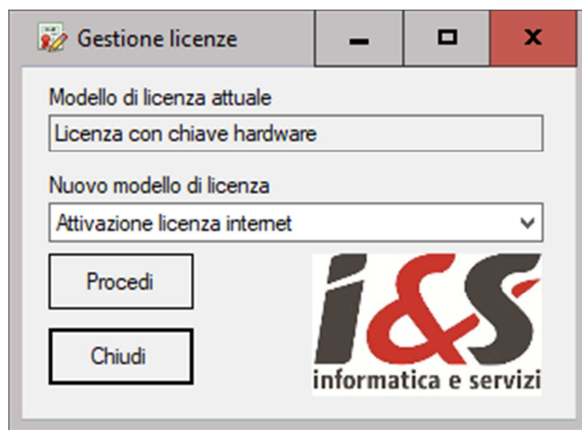 Gestione licenze
Modello di licenza attuale
Licenza con chiave hardware
Nuovo modello di licenza
Attivazione licenza internet
Procedi
Chiudi
i&s
informatica e servizi